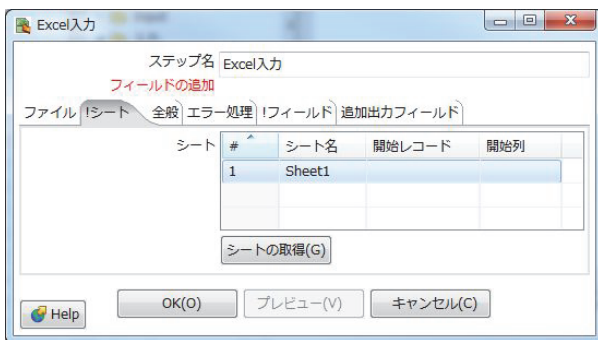 Excel入力
ステップ名 Excel入力
フィールドの追加
ファイル !シート 全般 エラー処理 !フィールド 追加出力フィールド
シート # シート名 開始レコード 開始列
1 Sheet1
シートの取得(G)
Help OK(O) プレビュー(V) キャンセル(C)